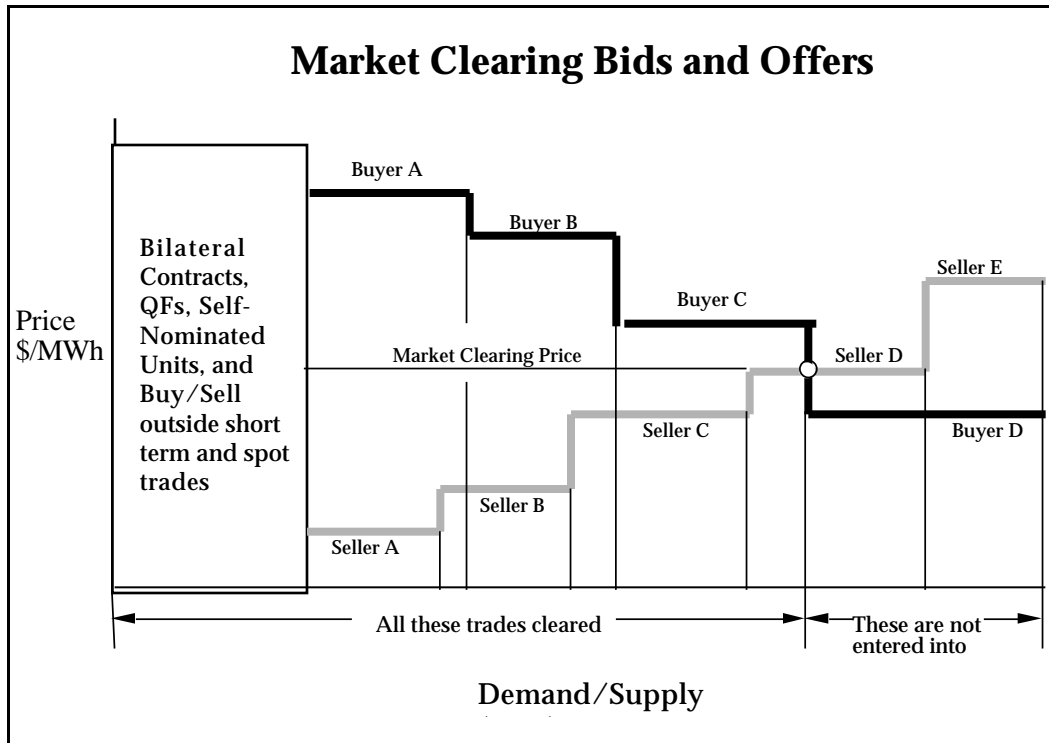 Market Clearing Bids and Offers
Buyer A
Buyer B
Seller E
Bilateral
Contracts,
QFs, Self-
Nominated
Units, and
Buy/Sell
outside short
term and spot
trades
Buyer C
Price
$/MWh
Market Clearing Price
Seller D
Seller C
Buyer D
Seller B
Seller A
All these trades cleared
These are not
entered into
Demand/Supply